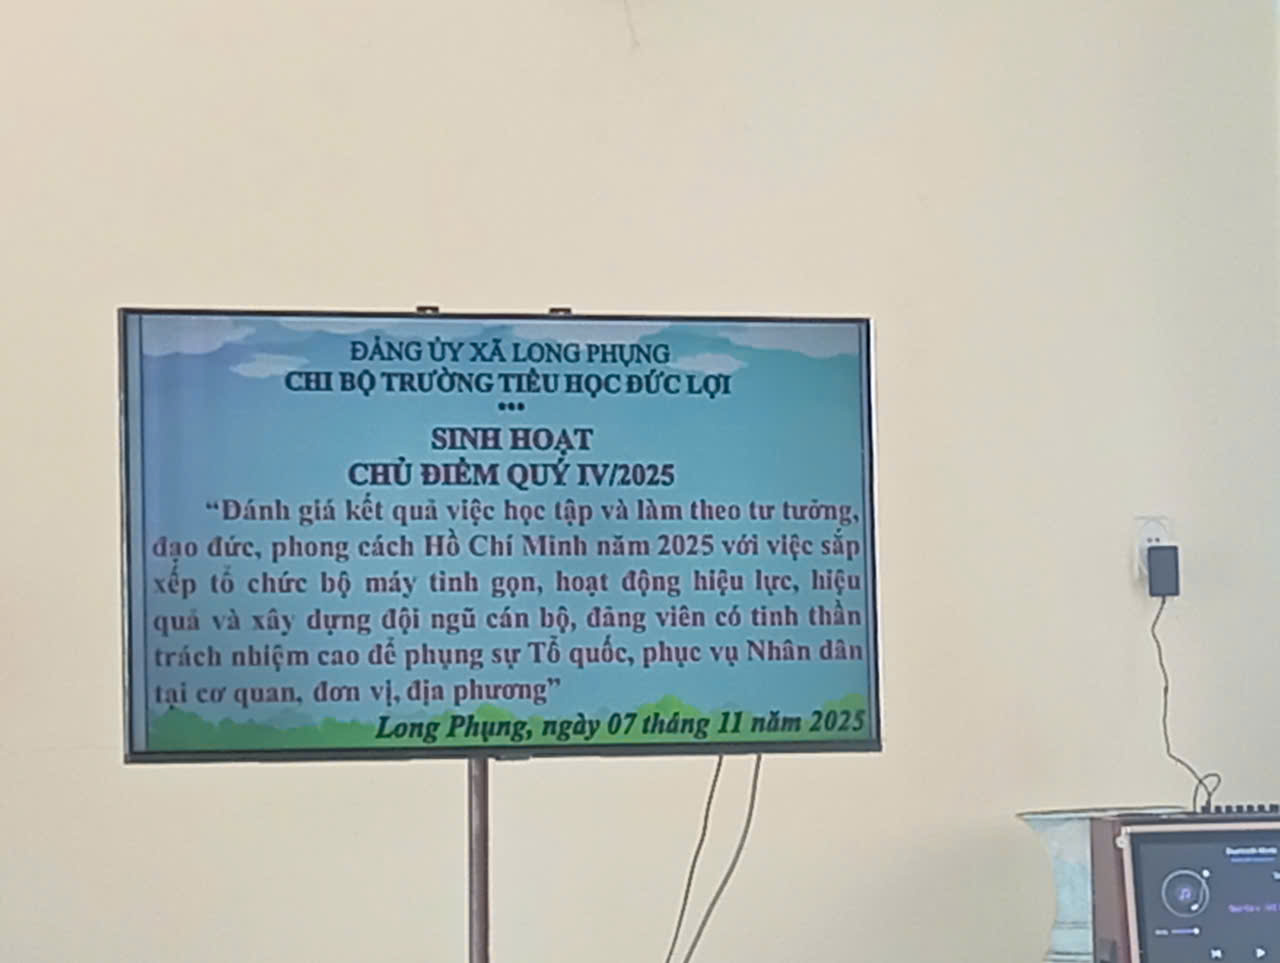 ĐẢNG ỦY XÃ LONG PHỤNG
CHI BỘ TRƯỜNG TIỂU HỌC ĐỨC LỢI
•••
SINH HOẠT
CHỦ ĐIỂM QUÝ IV/2025
“Đánh giá kết quả việc học tập và làm theo tư tưởng,
đạo đức, phong cách Hồ Chí Minh năm 2025 với việc sắp
xếp tổ chức bộ máy tinh gọn, hoạt động hiệu lực, hiệu
quả và xây dựng đội ngũ cán bộ, đảng viên có tinh thần
trách nhiệm cao để phụng sự Tổ quốc, phục vụ Nhân dân
tại cơ quan, đơn vị, địa phương”
Long Phụng, ngày 07 tháng 11 năm 2025